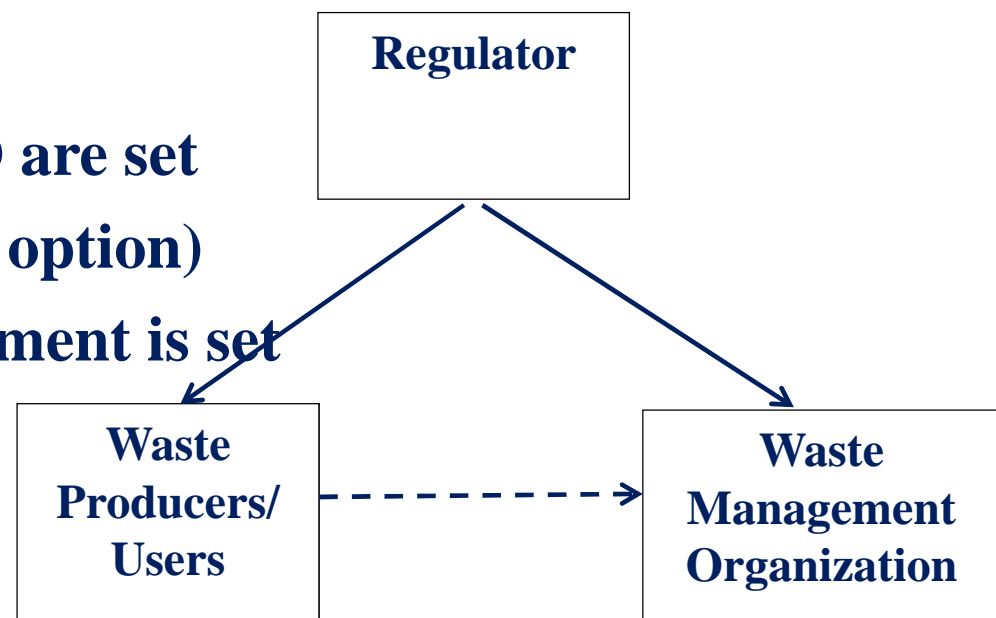 Regulator
are set
option)
ment is set
Waste
Producers/
Users
Waste
Management
Organization